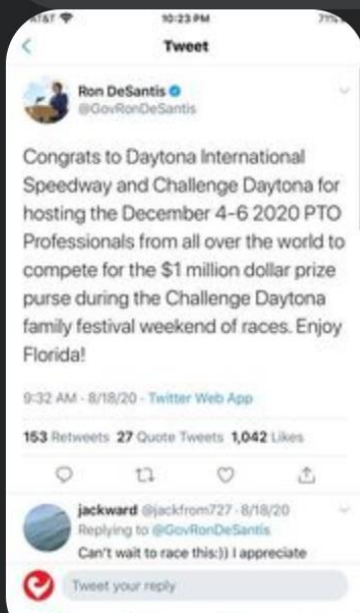 AT&T
10:23 PM
71%
Tweet
Ron DeSantis
@GovRonDeSantis
Congrats to Daytona International
Speedway and Challenge Daytona for
hosting the December 4-6 2020 PTO
Professionals from all over the world to
compete for the $1 million dollar prize
purse during the Challenge Daytona
family festival weekend of races. Enjoy
Florida!
9:32 AM · 8/18/20 · Twitter Web App
153 Retweets 27 Quote Tweets 1,042 Likes
jackward @jackfrom727 · 8/18/20
Replying to @GovRonDeSantis
Can't wait to race this:)) I appreciate
Tweet your reply